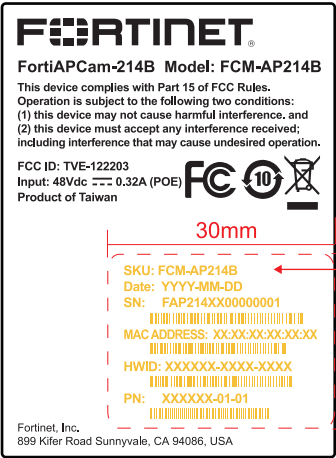 FORTINET®
FortiAPCam-214B Model: FCM-AP214B
This device complies with Part 15 of FCC Rules.
Operation is subject to the following two conditions:
(1) this device may not cause harmful interference. and
(2) this device must accept any interference received;
including interference that may cause undesired operation.
FCC ID: TVE-122203
Input: 48Vdc 0.32A (POE)
Product of Taiwan
FC
10
30mm
SKU: FCM-AP214B
Date: YYYY-MM-DD
SN: FAP214XX00000001
MAC ADDRESS: XX:XX:XX:XX:XX:XX
HWID: XXXXXX-XXXX-XXXX
PN: XXXXXX-01-01
Fortinet, Inc.
899 Kifer Road Sunnyvale, CA 94086, USA